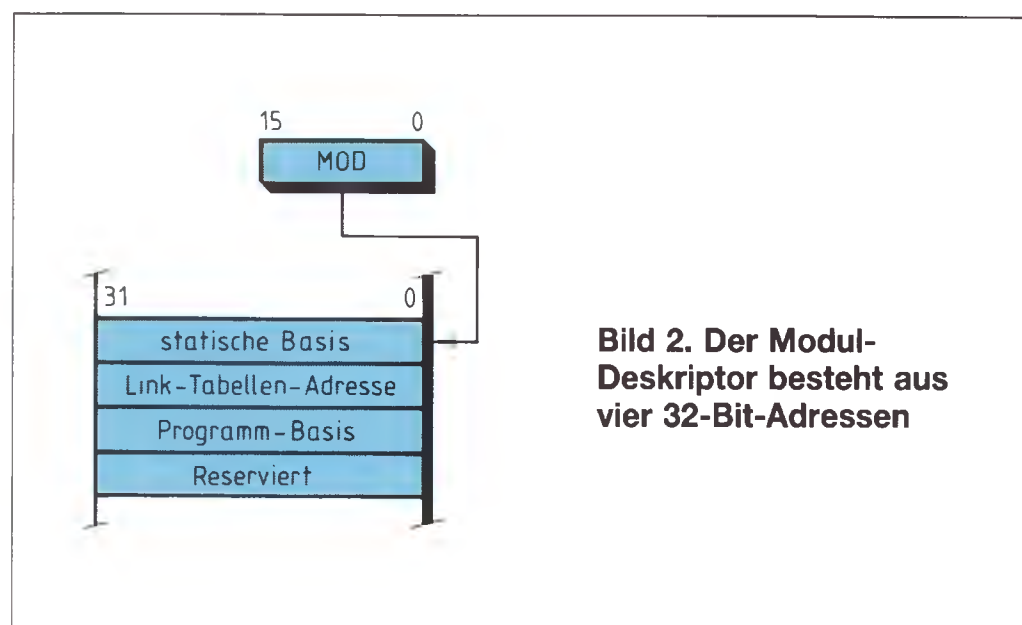 15 0
MOD
31 0
statische Basis
Link-Tabellen-Adresse
Programm-Basis
Reserviert
Bild 2. Der Modul-
Deskriptor besteht aus
vier 32-Bit-Adressen